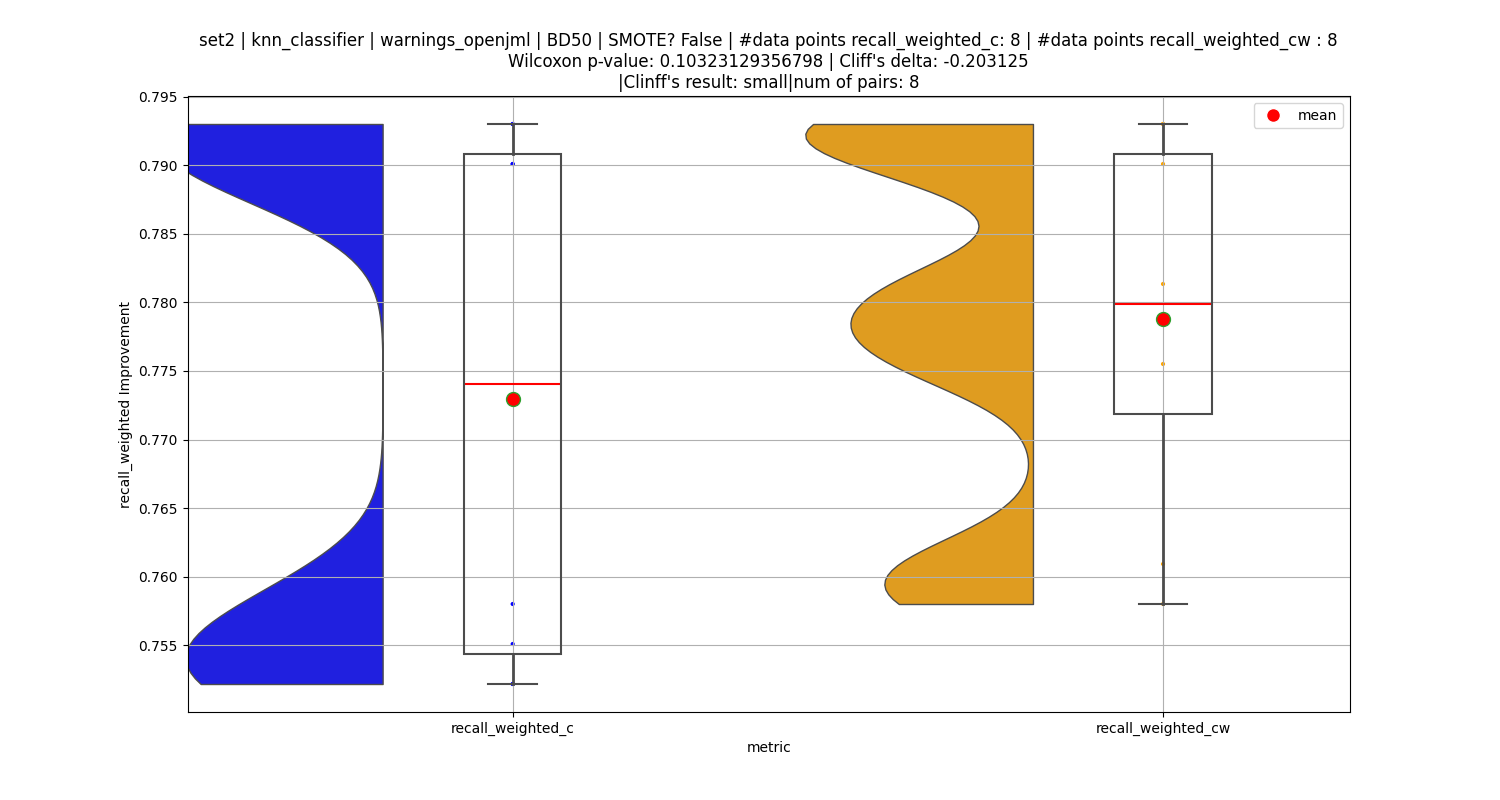 set2 | knn_classifier | warnings_openjml | BD50 | SMOTE? False | #data points recall_weighted_c: 8 | #data points recall_weighted_cw : 8
Wilcoxon p-value: 0.10323129356798 | Cliff's delta: -0.203125
|Clinff's result: small|num of pairs: 8
mean
0.795
0.790
0.785
0.780
0.775
0.770
0.765
0.760
0.755
recall_weighted Improvement
recall_weighted_c
recall_weighted_cw
metric